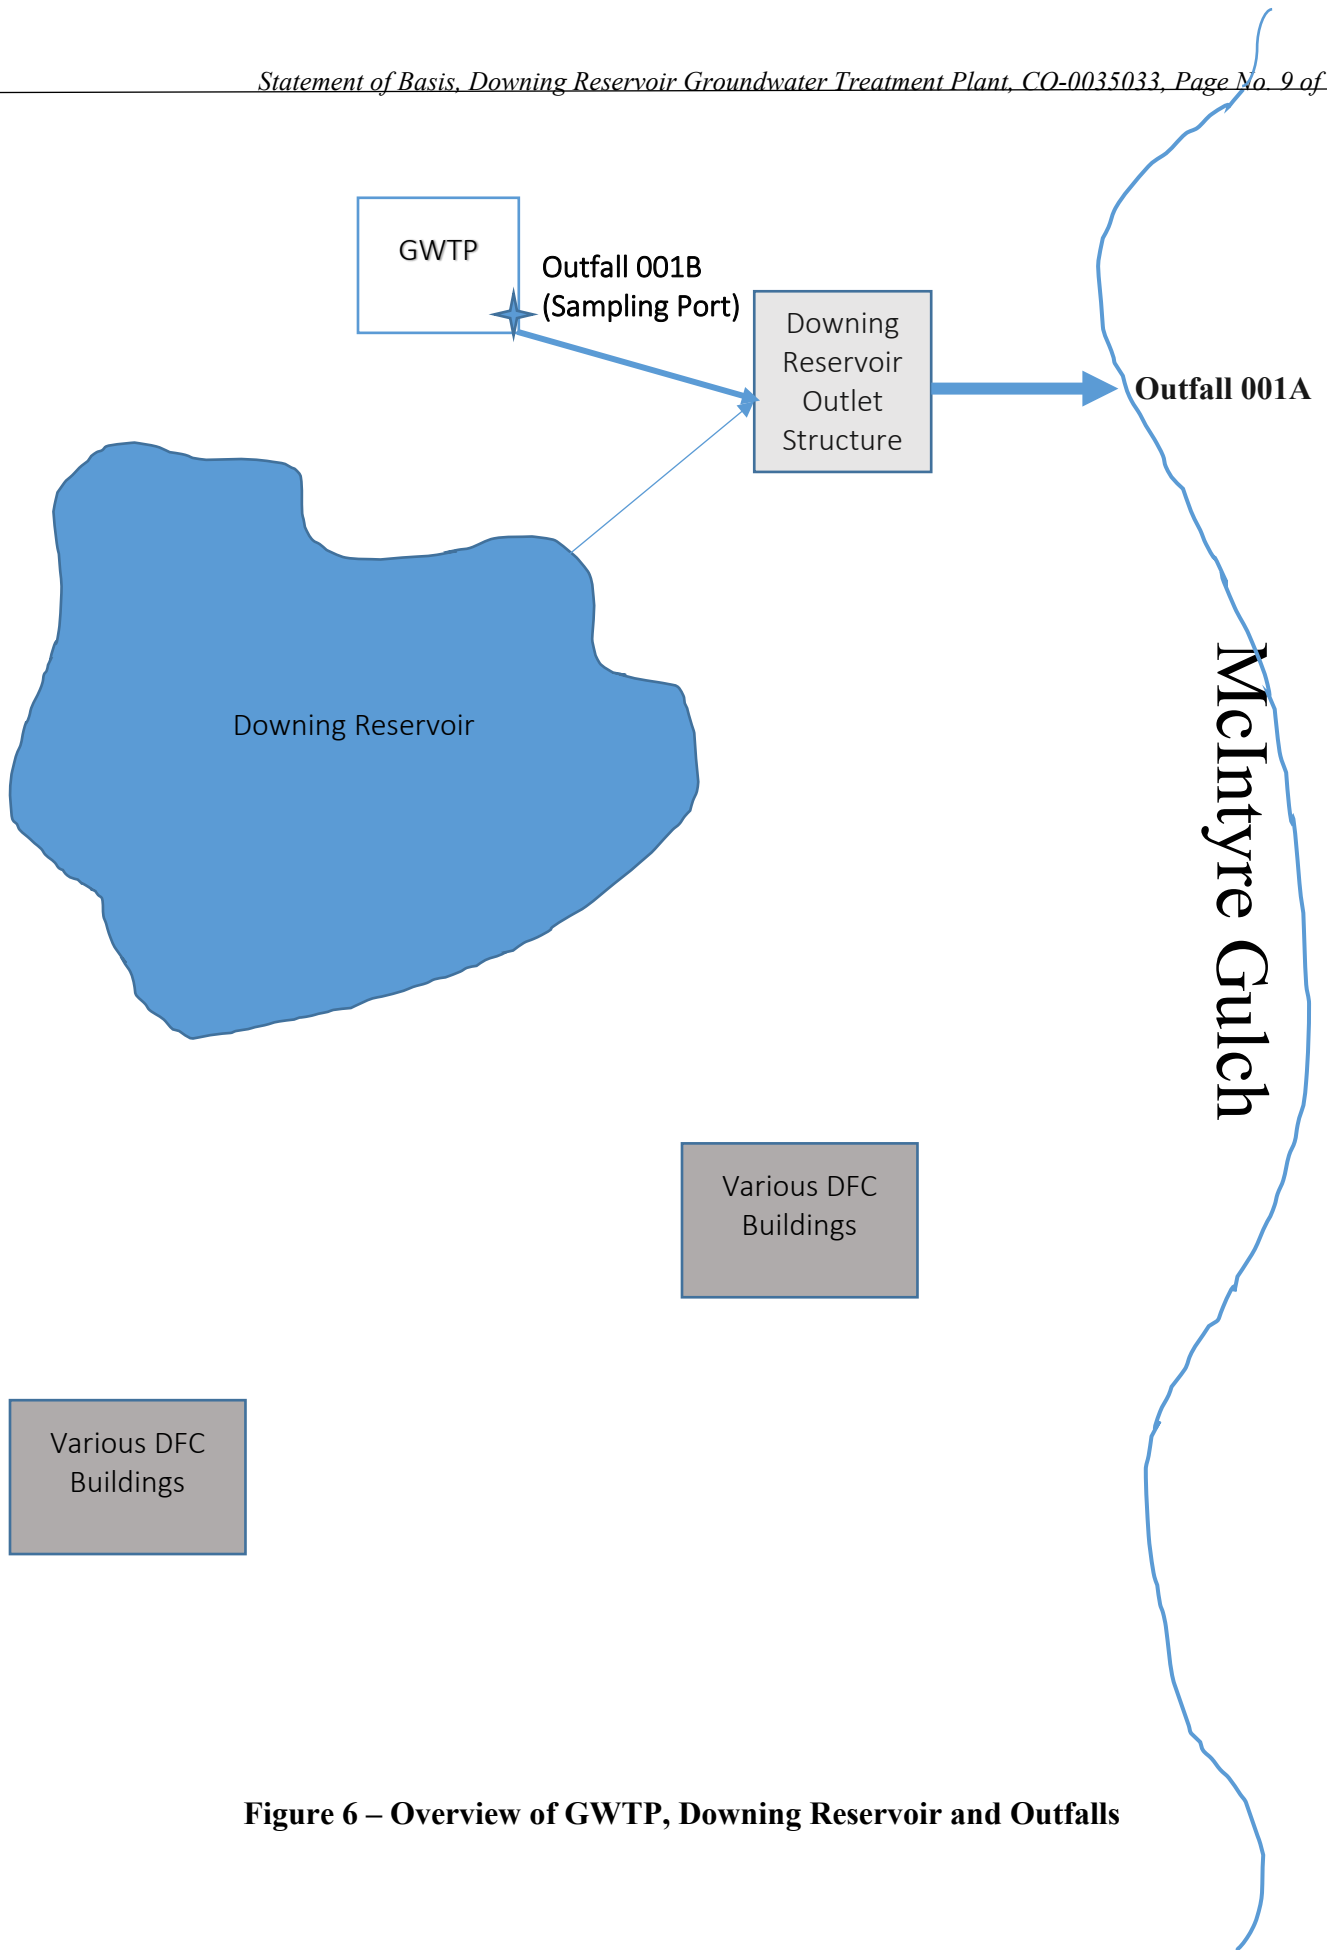 Statement of Basis, Downing Reservoir Groundwater Treatment Plant, CO-0035033, Page No. 9 of
GWTP
Outfall 001B
(Sampling Port)
Downing
Reservoir
Outlet
Structure
Outfall 001A
Downing Reservoir
McIntyre Gulch
Various DFC
Buildings
Various DFC
Buildings
Figure 6 – Overview of GWTP, Downing Reservoir and Outfalls